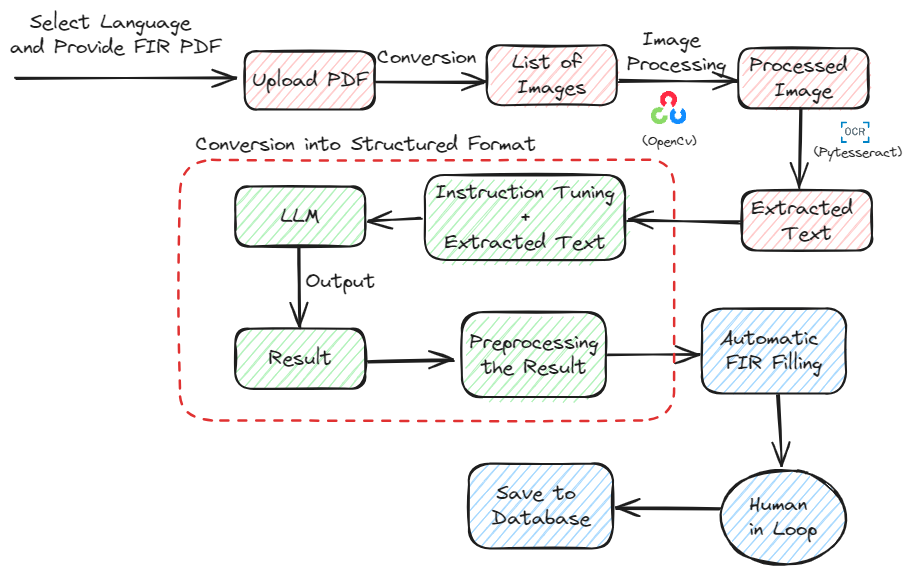 Select Language
and Provide FIR PDF
Upload PDF
Conversion
List of
Images
Image
Processing
(OpenCv)
Processed
Image
OCR
(Pytesseract)
Extracted
Text
Conversion into Structured Format
Instruction Tuning
+
Extracted Text
LLM
Output
Result
Preprocessing
the Result
Automatic
FIR Filling
Human
in Loop
Save to
Database